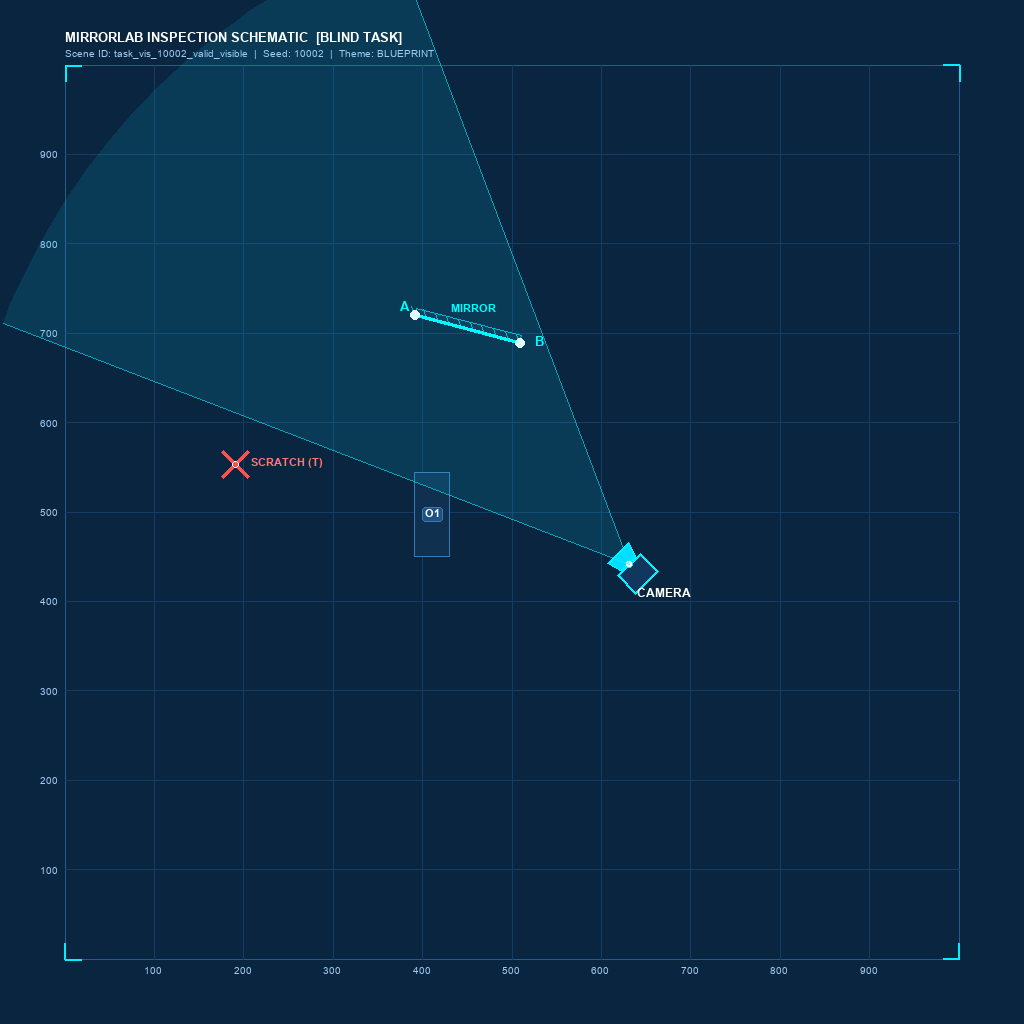 MIRRORLAB INSPECTION SCHEMATIC [BLIND TASK]
Scene ID: task_vis_10002_valid_visible | Seed: 10002 | Theme: BLUEPRINT
900
800
A
MIRROR
700
B
600
SCRATCH (T)
500
O1
CAMERA
400
300
200
100
100 200 300 400 500 600 700 800 900